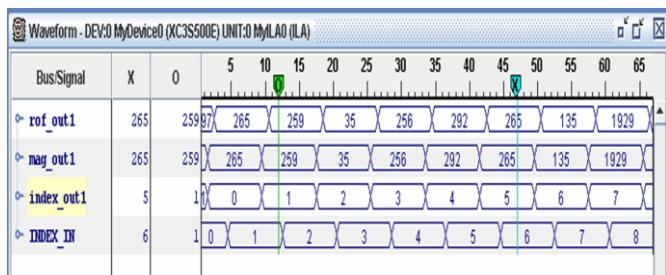 Waveform - DEV:0 MyDevice0 (XC3S500E) UNIT:0 MyILA0 (ILA)
Bus/Signal X O 5 10 15 20 25 30 35 40 45 50 55 60 65
O X
rof_out1 265 259 97 265 259 35 256 292 265 135 1929
mag_out1 265 259 265 259 35 256 292 265 135 1929
index_out1 5 1 0 1 2 3 4 5 6 7
INDEX_IN 6 1 0 1 2 3 4 5 6 7 8